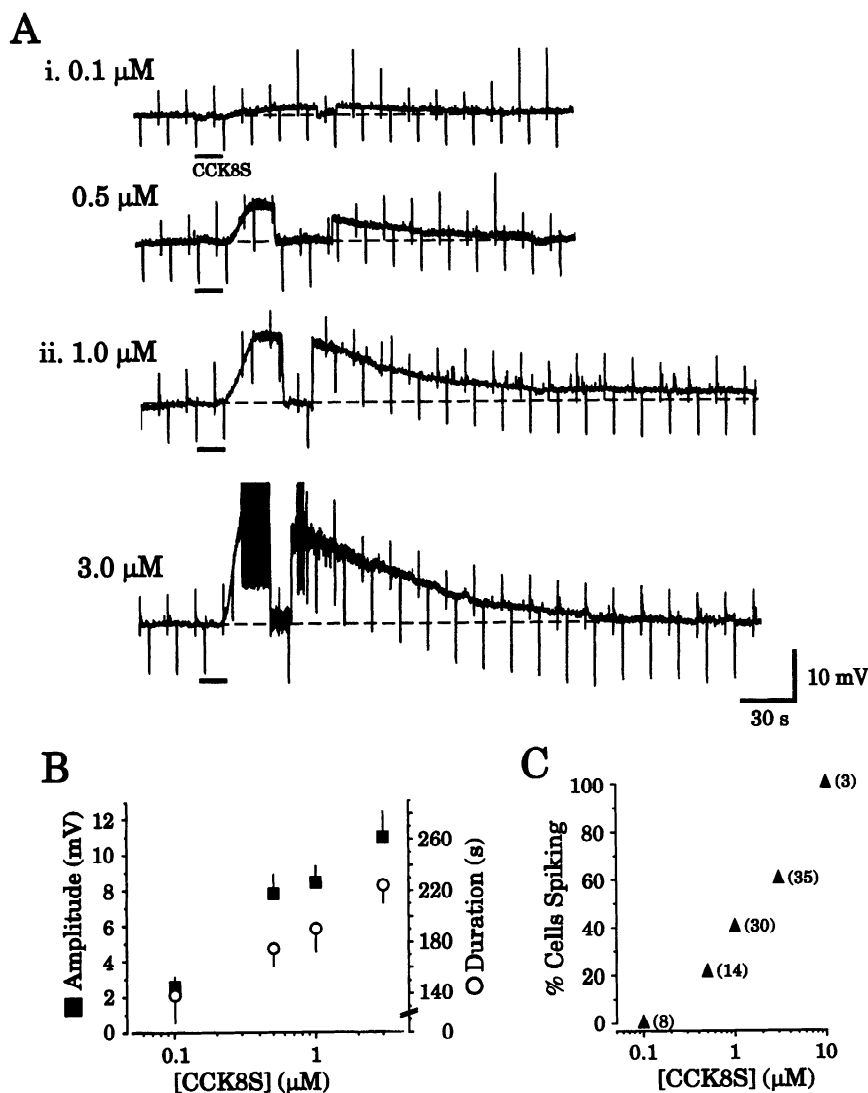 A
i. 0.1 μM
CCK8S
0.5 μM
ii. 1.0 μM
3.0 μM
10 mV
30 s
B
C
■ Amplitude (mV)
12
10
8
6
4
2
0
260
220
180
140
0
○ Duration (s)
0.1
1
[CCK8S] (μM)
% Cells Spiking
100
80
60
40
20
0
(3)
(35)
(30)
(14)
(8)
0.1
1
10
[CCK8S] (μM)